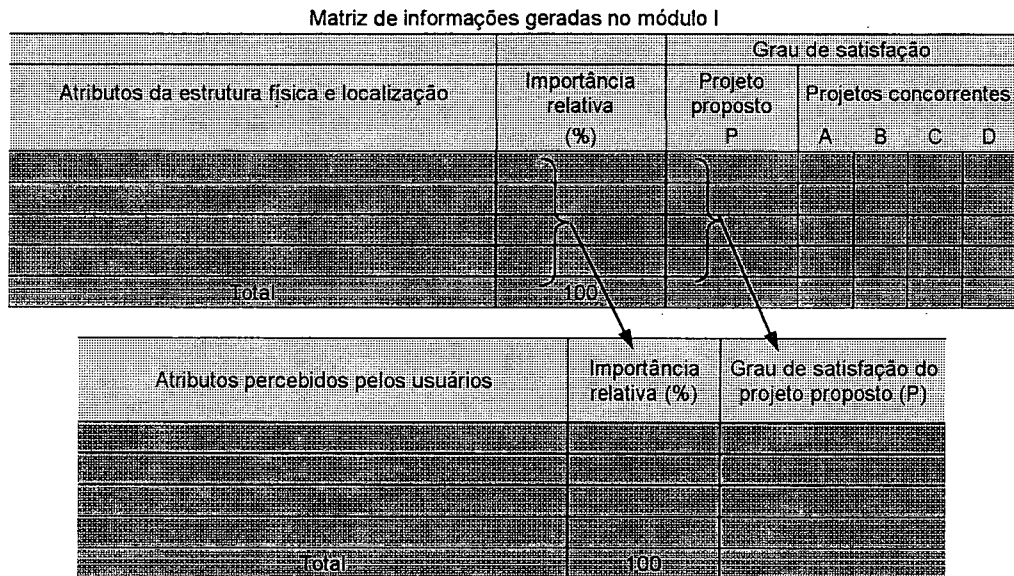 Matriz de informações geradas no módulo I
Grau de satisfação
Atributos da estrutura física e localização
Importância relativa (%)
Projeto proposto P
Projetos concorrentes
A B C D
Total 100
Atributos percebidos pelos usuários
Importância relativa (%)
Grau de satisfação do projeto proposto (P)
Total 100